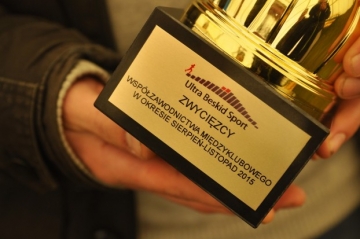 Ultra Beskid Sport
ZWYCIĘZCY
WSPÓŁZAWODNICTWA MIĘDZYKLUBOWEGO
W OKRESIE SIERPIEŃ-LISTOPAD 2015